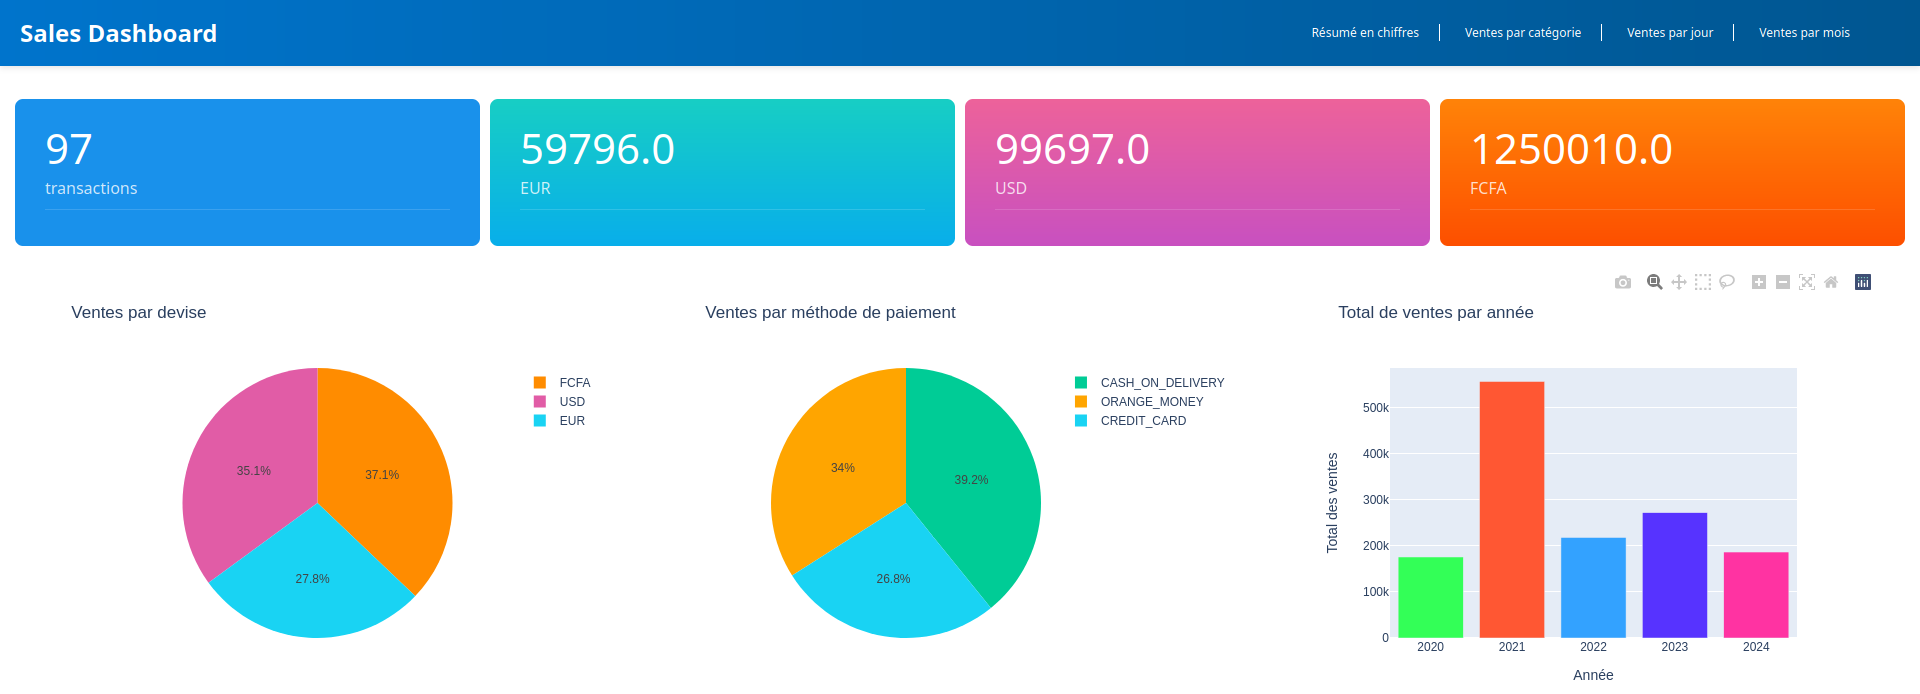 Sales Dashboard
Résumé en chiffres
Ventes par catégorie
Ventes par jour
Ventes par mois
97
transactions
59796.0
EUR
99697.0
USD
1250010.0
FCFA
Ventes par devise
35.1%
37.1%
27.8%
FCFA
USD
EUR
Ventes par méthode de paiement
34%
39.2%
26.8%
CASH_ON_DELIVERY
ORANGE_MONEY
CREDIT_CARD
Total de ventes par année
Total des ventes
500k
400k
300k
200k
100k
0
2020
2021
2022
2023
2024
Année